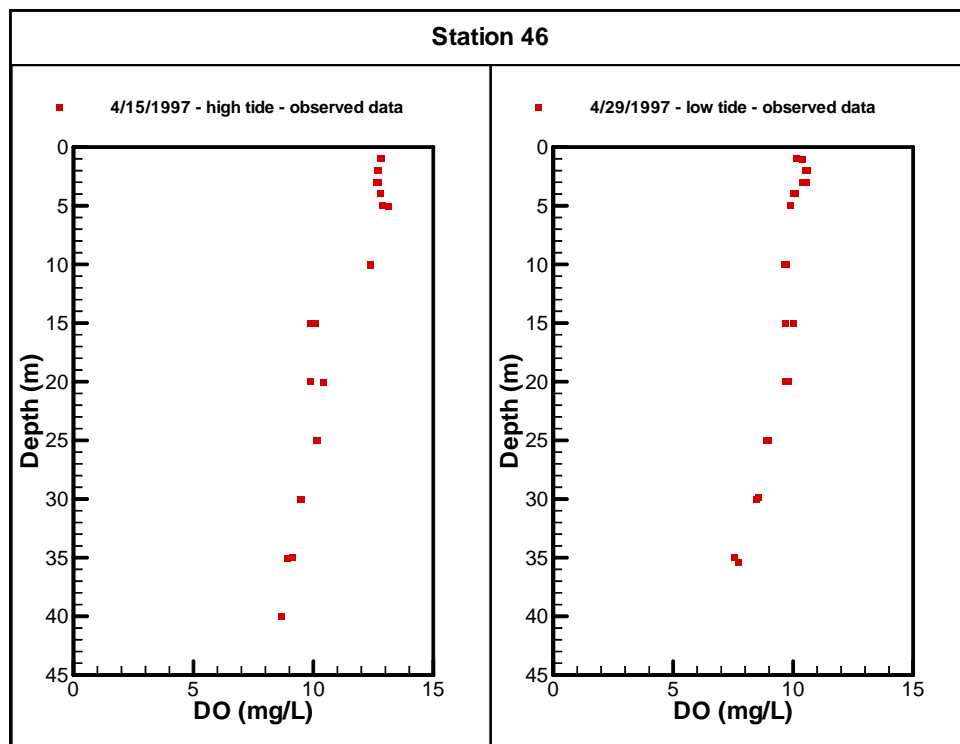 Station 46
4/15/1997 - high tide - observed data
0
5
10
15
20
25
30
35
40
45
Depth (m)
0 5 10 15
DO (mg/L)
4/29/1997 - low tide - observed data
0
5
10
15
20
25
30
35
40
45
Depth (m)
0 5 10 15
DO (mg/L)